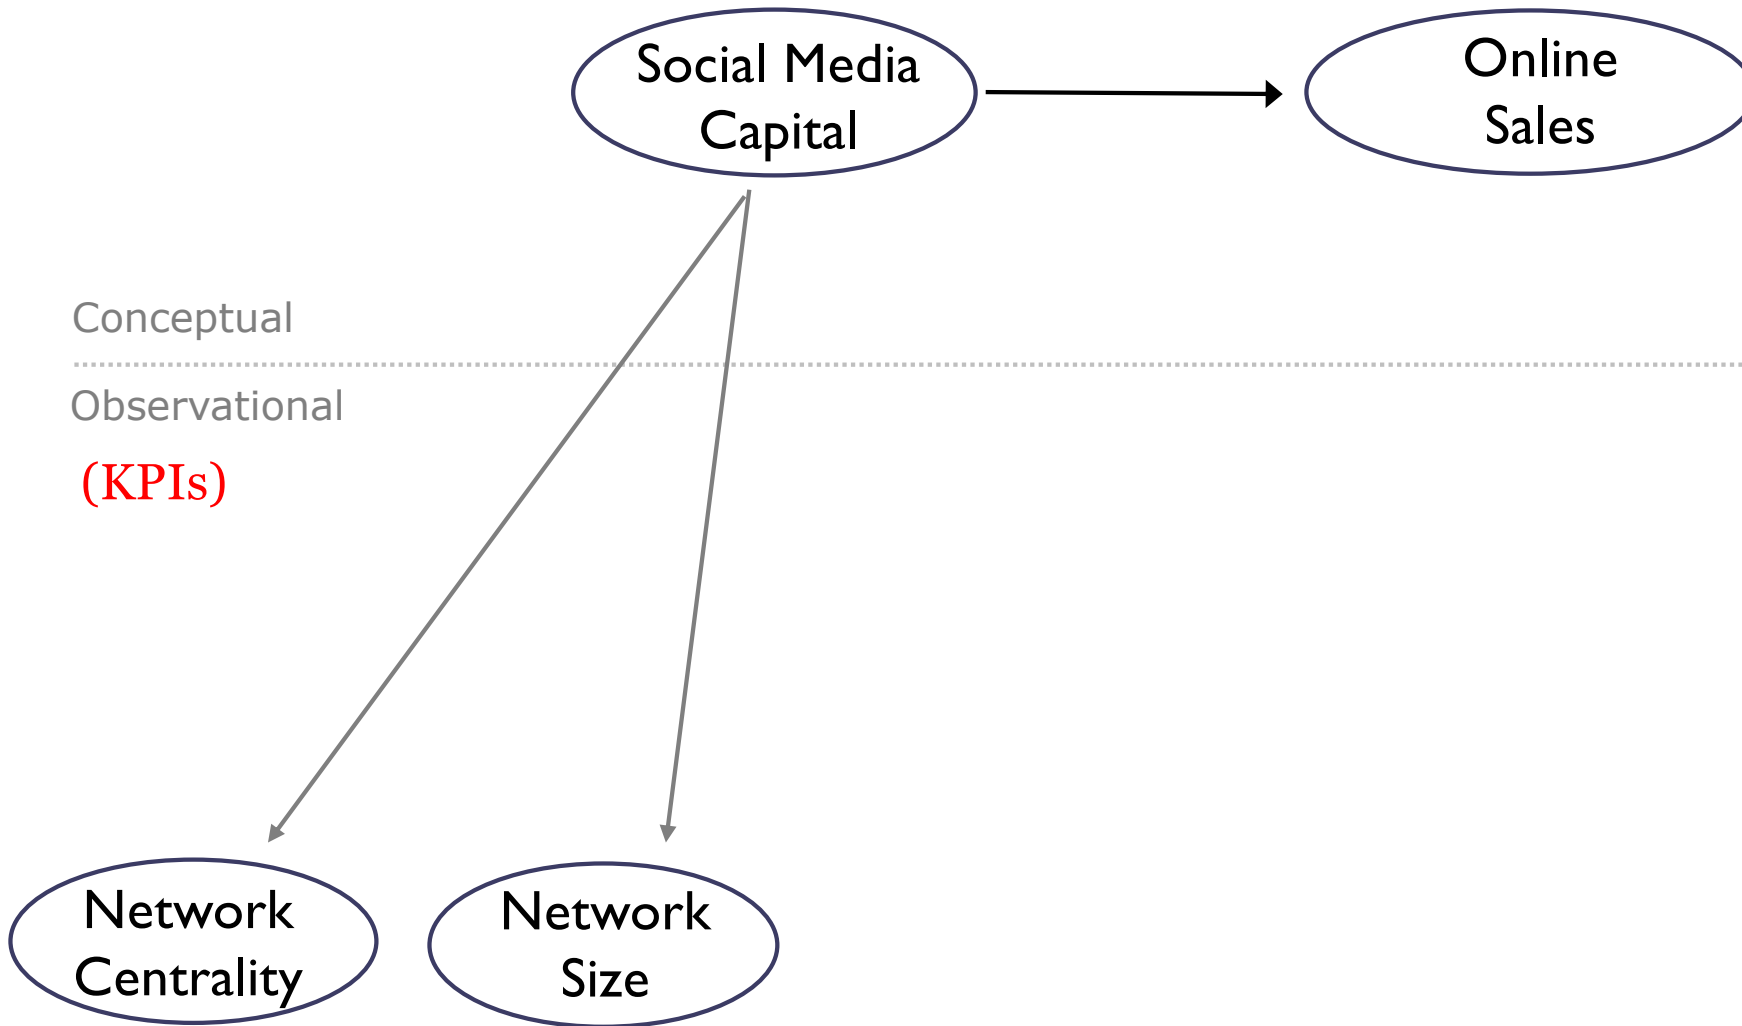 Social Media
Capital
Online
Sales
Conceptual
Observational
(KPIs)
Network
Centrality
Network
Size